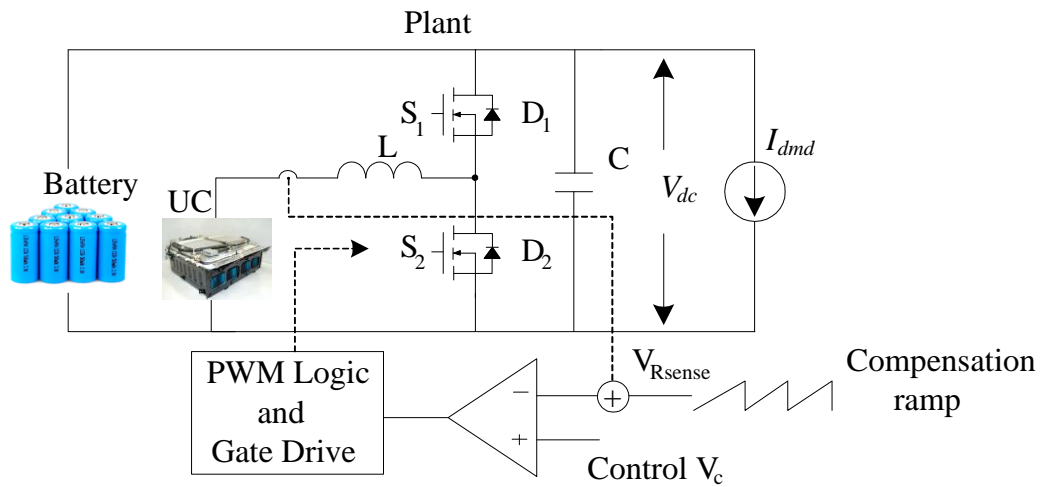 Plant
S1
D1
L
C
Idmd
Vdc
Battery
UC
S2
D2
PWM Logic
and
Gate Drive
−
+
+
VRsense
Control Vc
Compensation
ramp